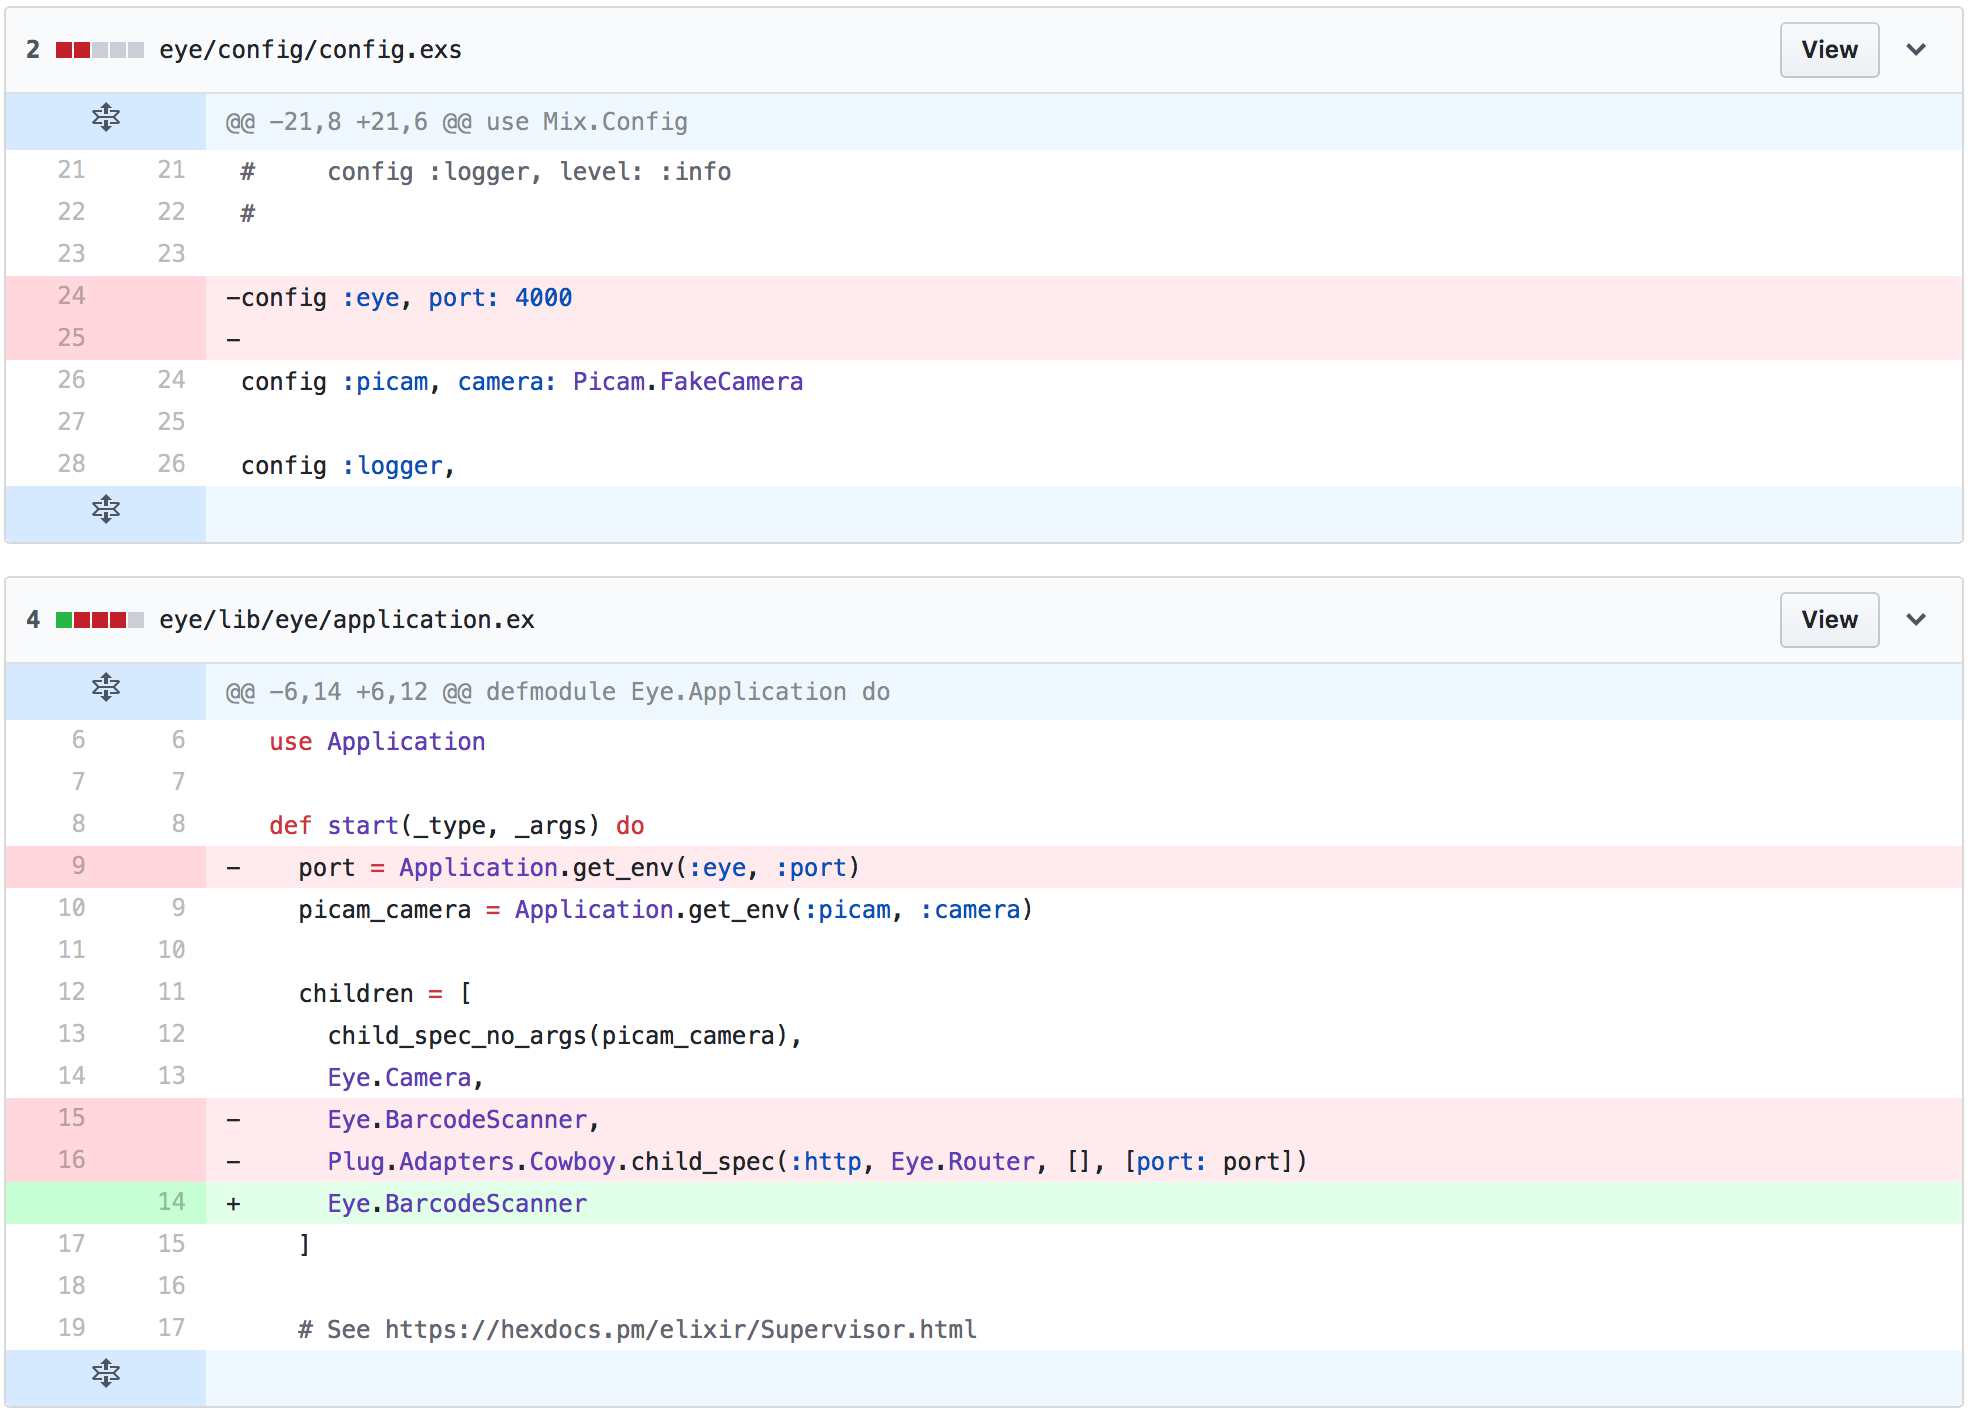 2 eye/config/config.exs View
@@ -21,8 +21,6 @@ use Mix.Config
21 21 #     config :logger, level: :info
22 22 #
23 23
24 -config :eye, port: 4000
25 -
26 24 config :picam, camera: Picam.FakeCamera
27 25
28 26 config :logger,
4 eye/lib/eye/application.ex View
@@ -6,14 +6,12 @@ defmodule Eye.Application do
6 6   use Application
7 7
8 8   def start(_type, _args) do
9 -    port = Application.get_env(:eye, :port)
10 9     picam_camera = Application.get_env(:picam, :camera)
11 10
12 11     children = [
13 12       child_spec_no_args(picam_camera),
14 13       Eye.Camera,
15 -      Eye.BarcodeScanner,
16 -      Plug.Adapters.Cowboy.child_spec(:http, Eye.Router, [], [port: port])
14 +      Eye.BarcodeScanner
17 15     ]
18 16
19 17     # See https://hexdocs.pm/elixir/Supervisor.html